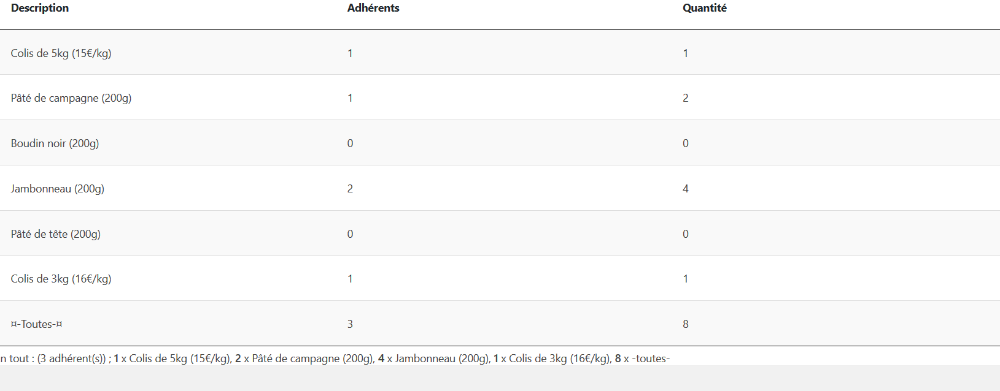 Description Adhérents Quantité
Colis de 5kg (15€/kg) 1 1
Pâté de campagne (200g) 1 2
Boudin noir (200g) 0 0
Jambonneau (200g) 2 4
Pâté de tête (200g) 0 0
Colis de 3kg (16€/kg) 1 1
¤-Toutes-¤ 3 8
n tout : (3 adhérent(s)) ; 1 x Colis de 5kg (15€/kg), 2 x Pâté de campagne (200g), 4 x Jambonneau (200g), 1 x Colis de 3kg (16€/kg), 8 x -toutes-